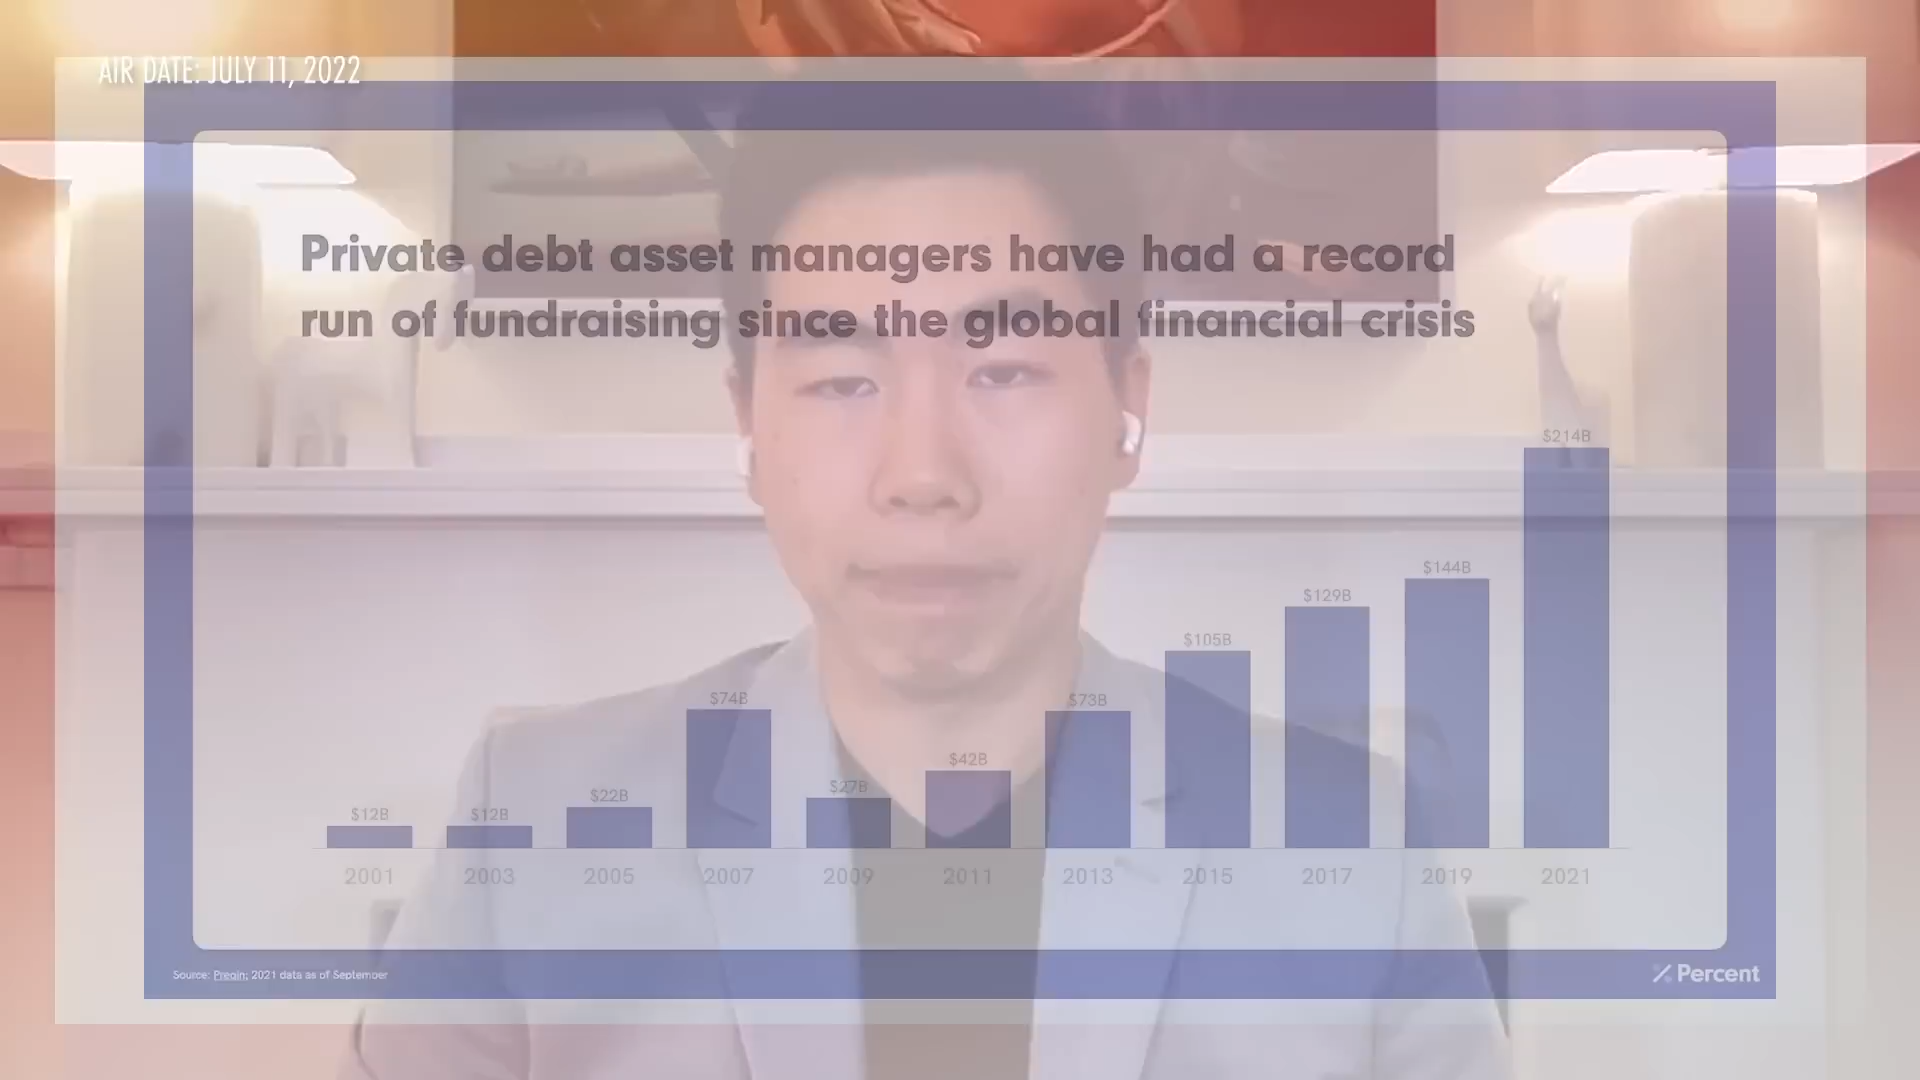 AIR DATE: JULY 11, 2022
Private debt asset managers have had a record
run of fundraising since the global financial crisis
$12B $12B $22B $74B $27B $42B $73B $105B $129B $144B $214B
2001 2003 2005 2007 2009 2011 2013 2015 2017 2019 2021
Source: Preqin; 2021 data as of September
Percent